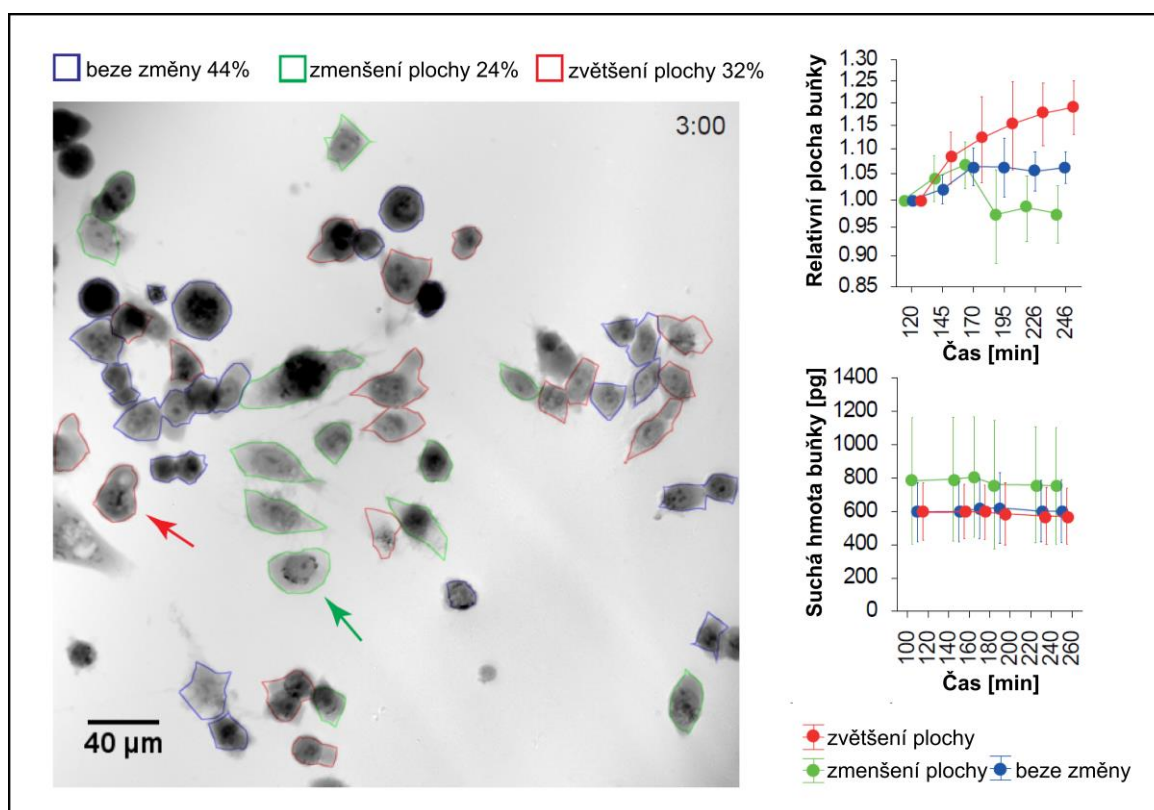 beze změny 44% zmenšení plochy 24% zvětšení plochy 32%
3:00
40 µm
Relativní plocha buňky
1.30
1.20
1.15
1.10
1.05
1.00
0.95
0.90
0.85
120 145 170 195 226 246
Čas [min]
Suchá hmota buňky [pg]
1400
1200
1000
800
600
400
200
0
100 120 140 160 180 200 220 240 260
Čas [min]
zvětšení plochy
zmenšení plochy beze změny